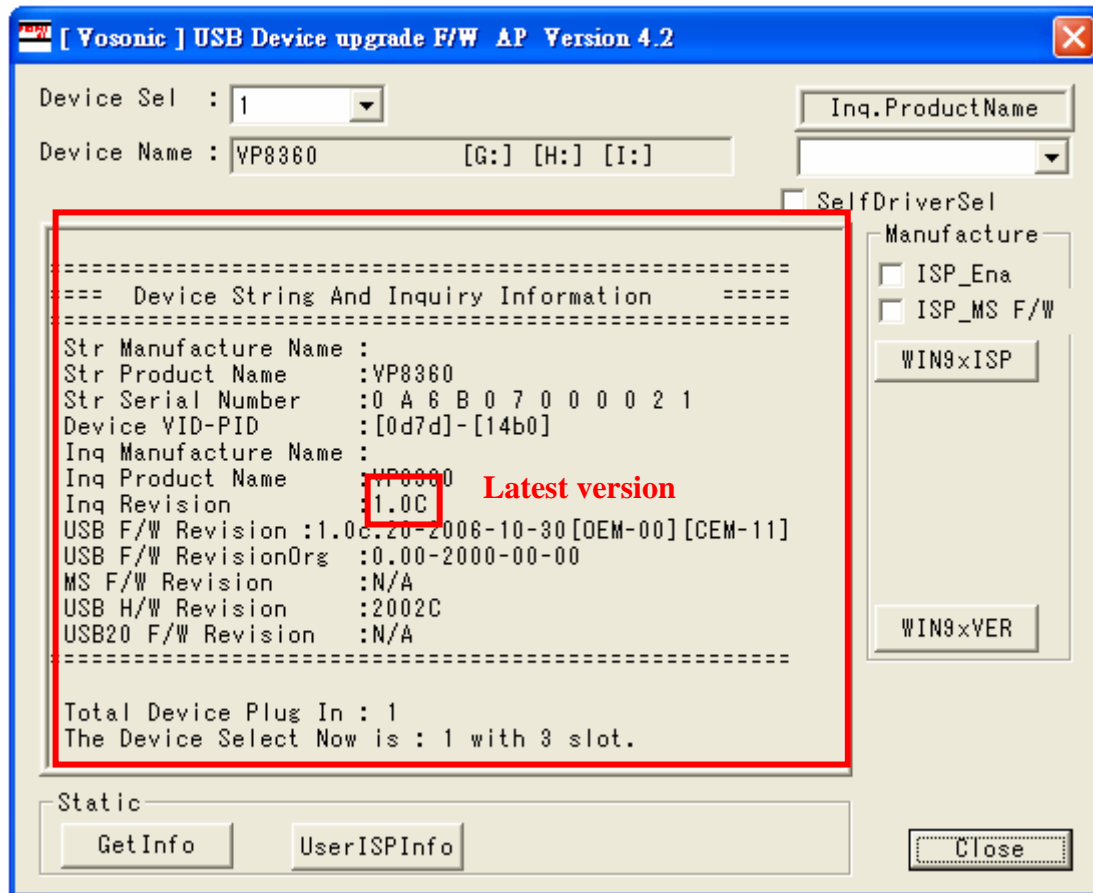 [ Vosonic ] USB Device upgrade F/W AP Version 4.2
Device Sel : 1
Inq.ProductName
Device Name : VP8360 [G:] [H:] [I:]
SelfDriverSel
Manufacture
ISP_Ena
ISP_MS F/W
WIN9xISP
WIN9xVER
=====================================================
==== Device String And Inquiry Information =====
=====================================================
Str Manufacture Name :
Str Product Name :VP8360
Str Serial Number :0 A 6 B 0 7 0 0 0 0 2 1
Device VID-PID :[0d7d]-[14b0]
Inq Manufacture Name :
Inq Product Name :VP8360
Latest version
Inq Revision :1.0C
USB F/W Revision :1.0c.20-2006-10-30[OEM-00][CEM-11]
USB F/W RevisionOrg :0.00-2000-00-00
MS F/W Revision :N/A
USB H/W Revision :2002C
USB20 F/W Revision :N/A
=====================================================
Total Device Plug In : 1
The Device Select Now is : 1 with 3 slot.
Static
GetInfo
UserISPInfo
Close